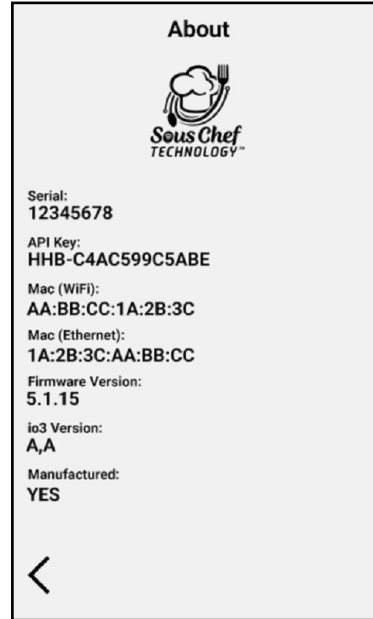 About
Sous Chef
TECHNOLOGY™
Serial:
12345678
API Key:
HHB-C4AC599C5ABE
Mac (WiFi):
AA:BB:CC:1A:2B:3C
Mac (Ethernet):
1A:2B:3C:AA:BB:CC
Firmware Version:
5.1.15
io3 Version:
A,A
Manufactured:
YES